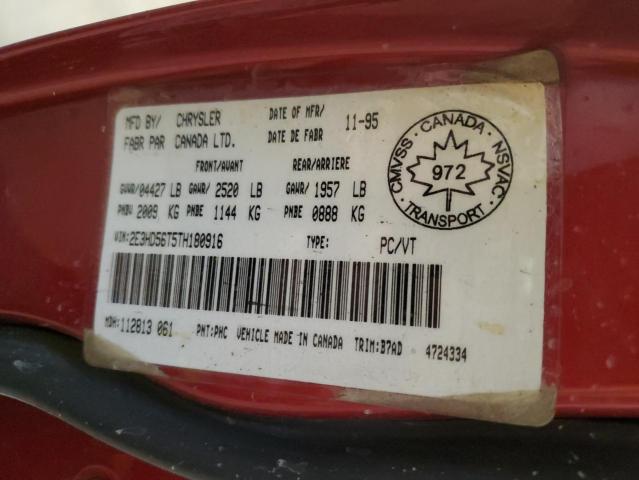 MFD BY/ CHRYSLER DATE OF MFR/ 11-95
FABR PAR CANADA LTD. DATE DE FABR
FRONT/AVANT REAR/ARRIERE
GVWR/04427 LB GAWR/ 2520 LB GAWR/ 1957 LB
PNBV 2009 KG PNBE 1144 KG PNBE 0888 KG
VIN:2E3HD56T5TH180916 TYPE: PC/VT
MDH:112813 061 PNT:PHC VEHICLE MADE IN CANADA TRIM:B7AD 4724334
CMVSS · CANADA · NSVAC
972
· TRANSPORT ·